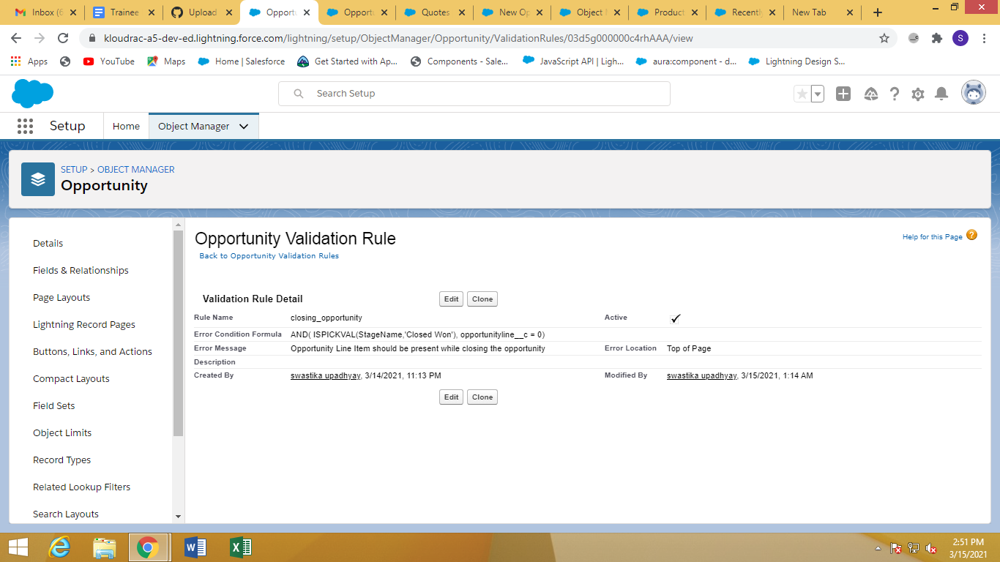 Inbox (6
Trainee
Upload
Opportu
Opportu
Quotes
New Op
Object M
Product
Recently
New Tab
kloudrac-a5-dev-ed.lightning.force.com/lightning/setup/ObjectManager/Opportunity/ValidationRules/03d5g000000c4rhAAA/view
S
Apps
YouTube
Maps
Home | Salesforce
Get Started with Ap...
Components - Sale...
JavaScript API | Ligh...
aura:component - d...
Lightning Design S...
Search Setup
Setup
Home
Object Manager
SETUP > OBJECT MANAGER
Opportunity
Details
Fields & Relationships
Page Layouts
Lightning Record Pages
Buttons, Links, and Actions
Compact Layouts
Field Sets
Object Limits
Record Types
Related Lookup Filters
Search Layouts
Opportunity Validation Rule
Help for this Page ?
Back to Opportunity Validation Rules
Validation Rule Detail Edit Clone
Rule Name closing_opportunity Active
Error Condition Formula AND( ISPICKVAL(StageName,'Closed Won'), opportunityline__c = 0)
Error Message Opportunity Line Item should be present while closing the opportunity Error Location Top of Page
Description
Created By swastika upadhyay, 3/14/2021, 11:13 PM Modified By swastika upadhyay, 3/15/2021, 1:14 AM
Edit Clone
2:51 PM
3/15/2021